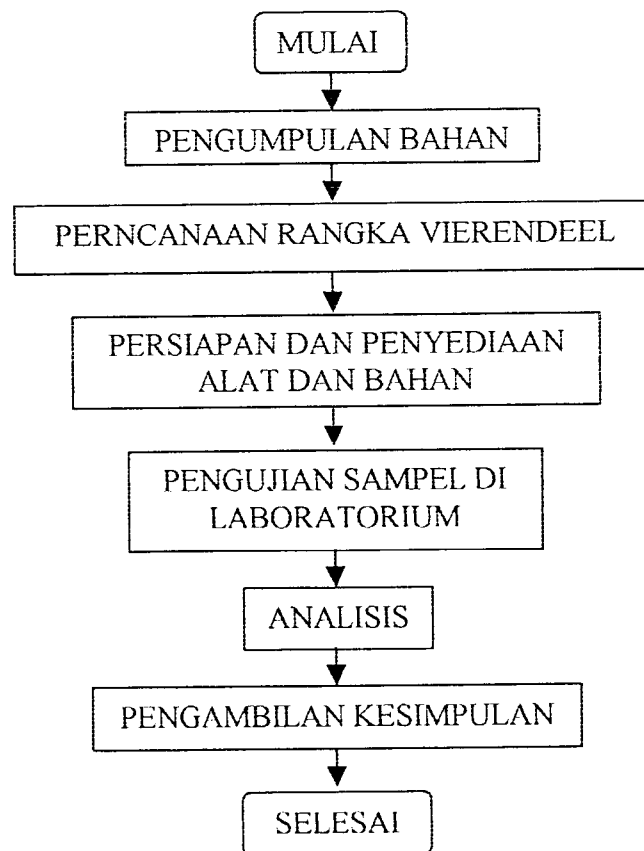 MULAI
PENGUMPULAN BAHAN
PERNCANAAN RANGKA VIERENDEEL
PERSIAPAN DAN PENYEDIAAN
ALAT DAN BAHAN
PENGUJIAN SAMPEL DI
LABORATORIUM
ANALISIS
PENGAMBILAN KESIMPULAN
SELESAI